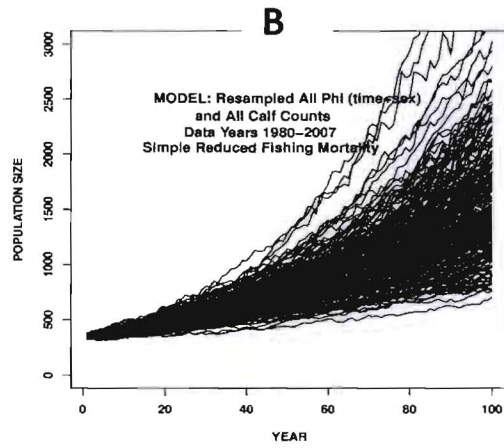 B
MODEL: Resampled All Phi (time+sex)
and All Calf Counts
Data Years 1980–2007
Simple Reduced Fishing Mortality
POPULATION SIZE
3000
2500
2000
1500
1000
500
0
0 20 40 60 80 100
YEAR